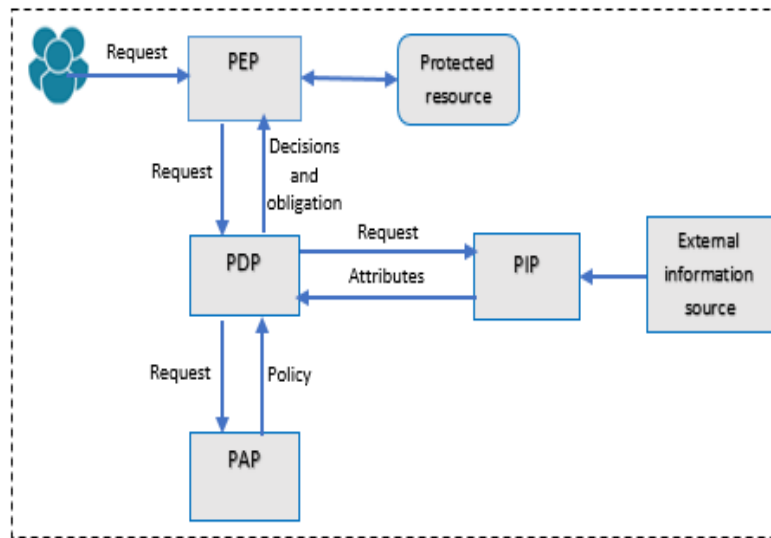 Request
PEP
Protected
resource
Request
Decisions
and
obligation
PDP
Request
Attributes
PIP
External
information
source
Request
Policy
PAP